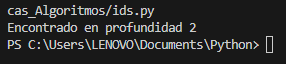 cas_Algoritmos/ids.py
Encontrado en profundidad 2
PS C:\Users\LENOVO\Documents\Python>